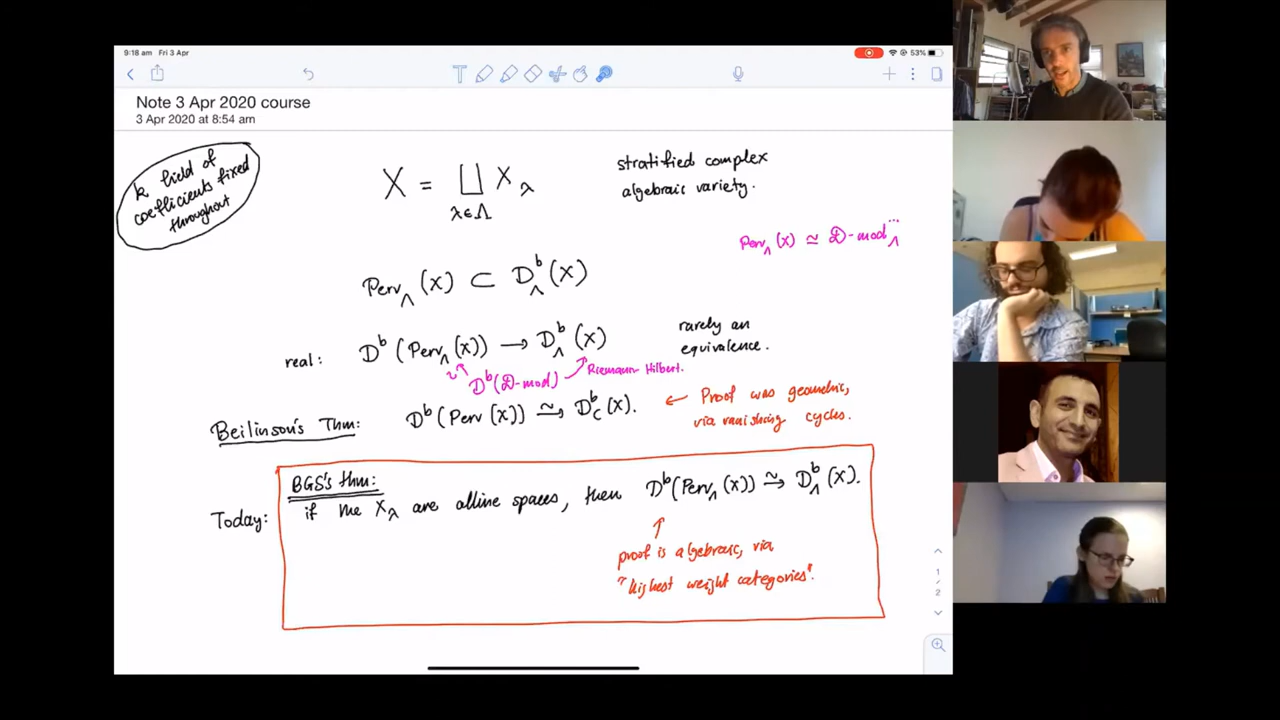 9:18 am Fri 3 Apr
53%
Note 3 Apr 2020 course
3 Apr 2020 at 8:54 am
k field of
coefficients fixed
throughout
X = ⊔ X_λ
λ∈Λ
stratified complex
algebraic variety.
Perv_Λ(X) ≃ D-mod_Λ^...
Perv_Λ(X) ⊂ D^b_Λ(X)
real: D^b(Perv_Λ(X)) → D^b_Λ(X)
rarely an
equivalence.
D^b(D-mod) Riemann Hilbert.
Beilinson's Thm: D^b(Perv(X)) ≃→ D^b_c(X).
← Proof was geometric,
via vanishing cycles.
Today:
BGS's thm:
if the X_λ are affine spaces, then D^b(Perv_Λ(X)) ≃→ D^b_Λ(X).
proof is algebraic, via
"highest weight categories".
1
/
2